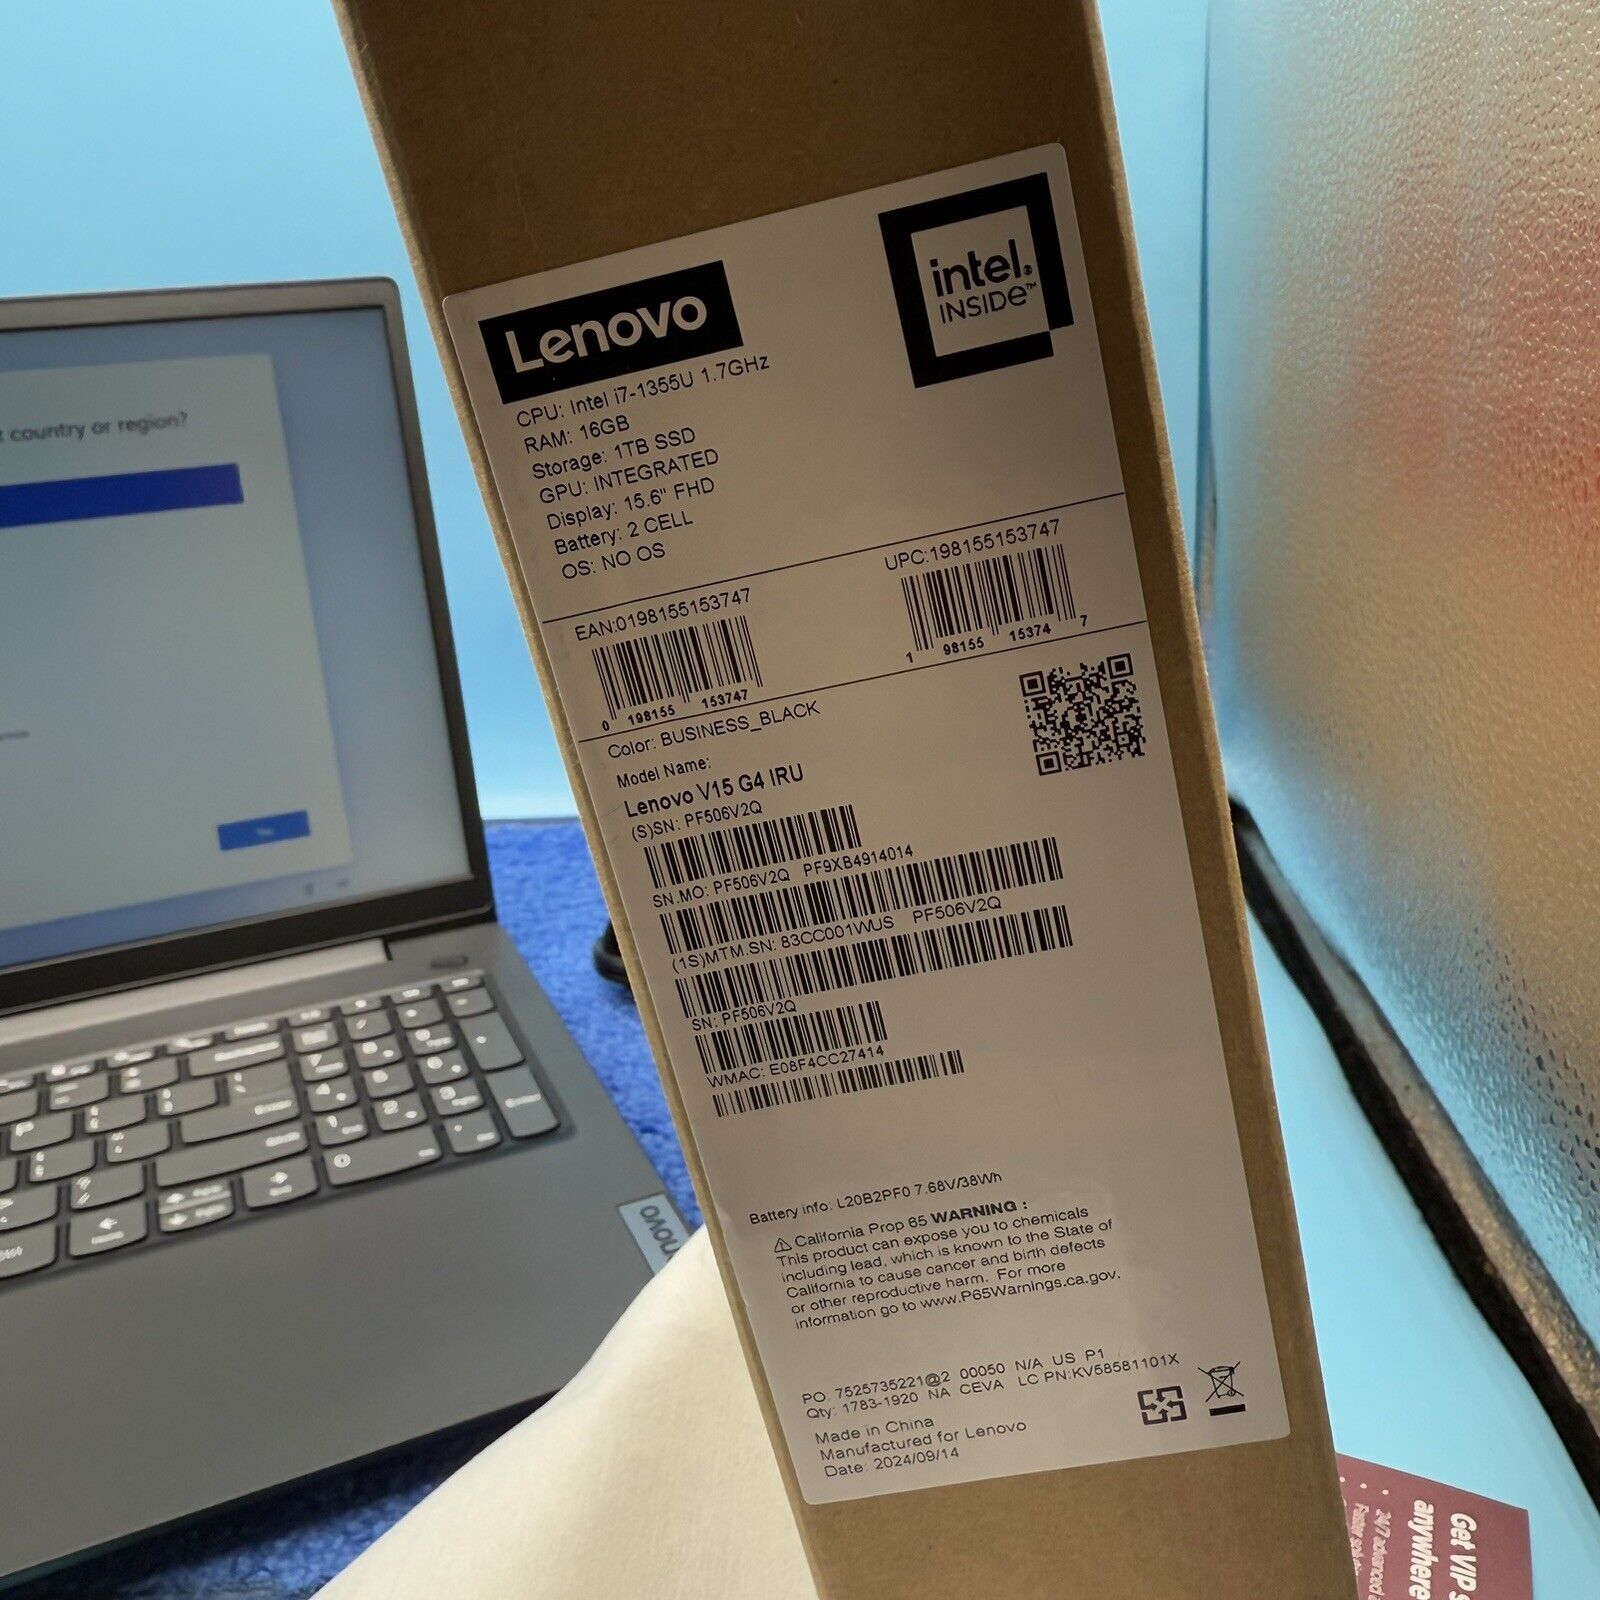 Lenovo
intel.
INSIDE™
CPU: Intel i7-1355U 1.7GHz
RAM: 16GB
Storage: 1TB SSD
GPU: INTEGRATED
Display: 15.6" FHD
Battery: 2 CELL
OS: NO OS
EAN:0198155153747
UPC:198155153747
0 198155 153747
1 98155 15374 7
Color: BUSINESS_BLACK
Model Name:
Lenovo V15 G4 IRU
(S)SN: PF506V2Q
SN.MO: PF506V2Q PF9XB4914014
(1S)MTM.SN: 83CC001WUS PF506V2Q
SN: PF506V2Q
WMAC: E08F4CC27414
Battery info: L20B2PF0 7.68V/38Wh
⚠ California Prop 65 WARNING :
This product can expose you to chemicals
including lead, which is known to the State of
California to cause cancer and birth defects
or other reproductive harm. For more
information go to www.P65Warnings.ca.gov.
PO. 7525735221@2 00050 N/A US P1
Qty: 1783-1920 NA CEVA LC PN:KV58581101X
Made in China
Manufactured for Lenovo
Date: 2024/09/14
country or region?
Yes
Lenovo
Get VIP
anywhere
24/7 advanced